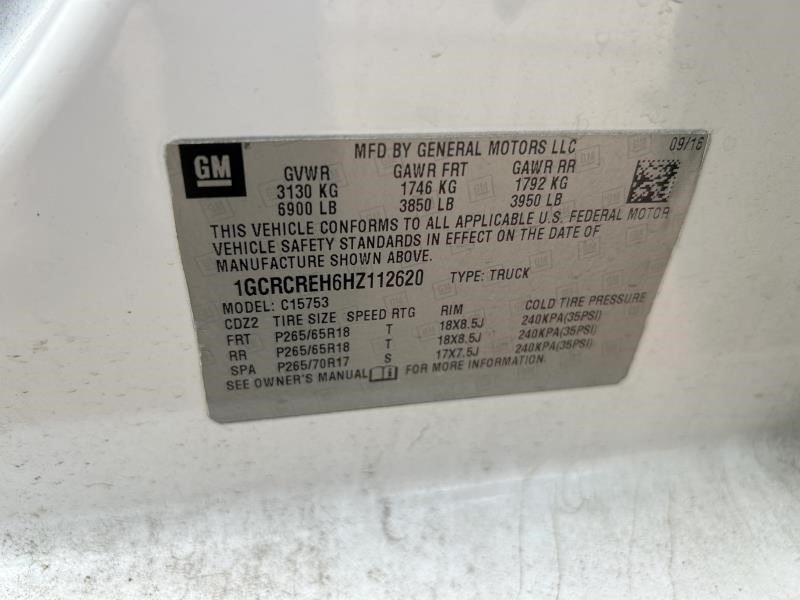 GM
MFD BY GENERAL MOTORS LLC 09/16
GVWR GAWR FRT GAWR RR
3130 KG 1746 KG 1792 KG
6900 LB 3850 LB 3950 LB
THIS VEHICLE CONFORMS TO ALL APPLICABLE U.S. FEDERAL MOTOR
VEHICLE SAFETY STANDARDS IN EFFECT ON THE DATE OF
MANUFACTURE SHOWN ABOVE.
1GCRCREH6HZ112620 TYPE: TRUCK
MODEL: C15753
CDZ2 TIRE SIZE SPEED RTG RIM COLD TIRE PRESSURE
FRT P265/65R18 T 18X8.5J 240KPA(35PSI)
RR P265/65R18 T 18X8.5J 240KPA(35PSI)
SPA P265/70R17 S 17X7.5J 240KPA(35PSI)
SEE OWNER'S MANUAL FOR MORE INFORMATION.